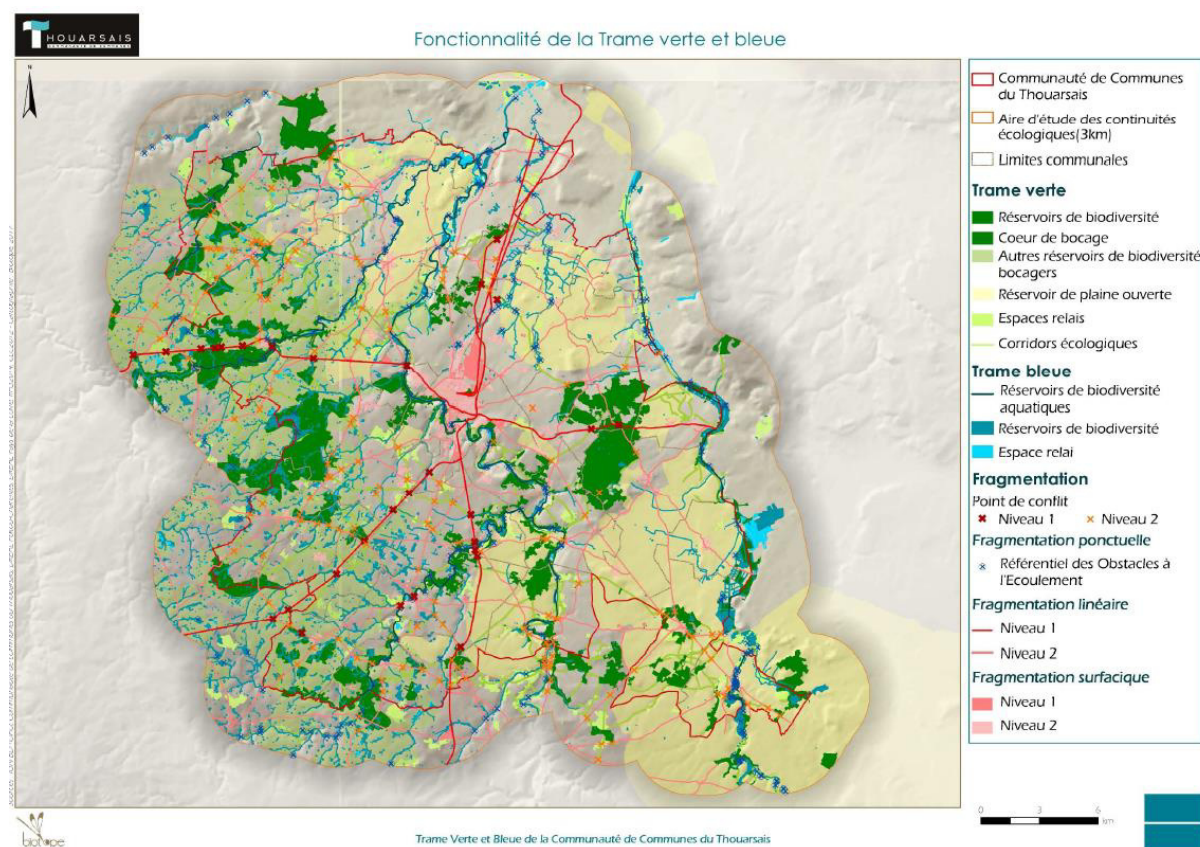 THOUARSAIS
COMMUNAUTÉ DE COMMUNES
Fonctionnalité de la Trame verte et bleue
N
Communauté de Communes
du Thouarsais
Aire d'étude des continuités
écologiques(3km)
Limites communales
Trame verte
Réservoirs de biodiversité
Coeur de bocage
Autres réservoirs de biodiversité
bocagers
Réservoir de plaine ouverte
Espaces relais
Corridors écologiques
Trame bleue
Réservoirs de biodiversité
aquatiques
Réservoirs de biodiversité
Espace relai
Fragmentation
Point de conflit
Niveau 1
Niveau 2
Fragmentation ponctuelle
Référentiel des Obstacles à
l'Ecoulement
Fragmentation linéaire
Niveau 1
Niveau 2
Fragmentation surfacique
Niveau 1
Niveau 2
0 3 6
Km
biotope
Trame Verte et Bleue de la Communauté de Communes du Thouarsais